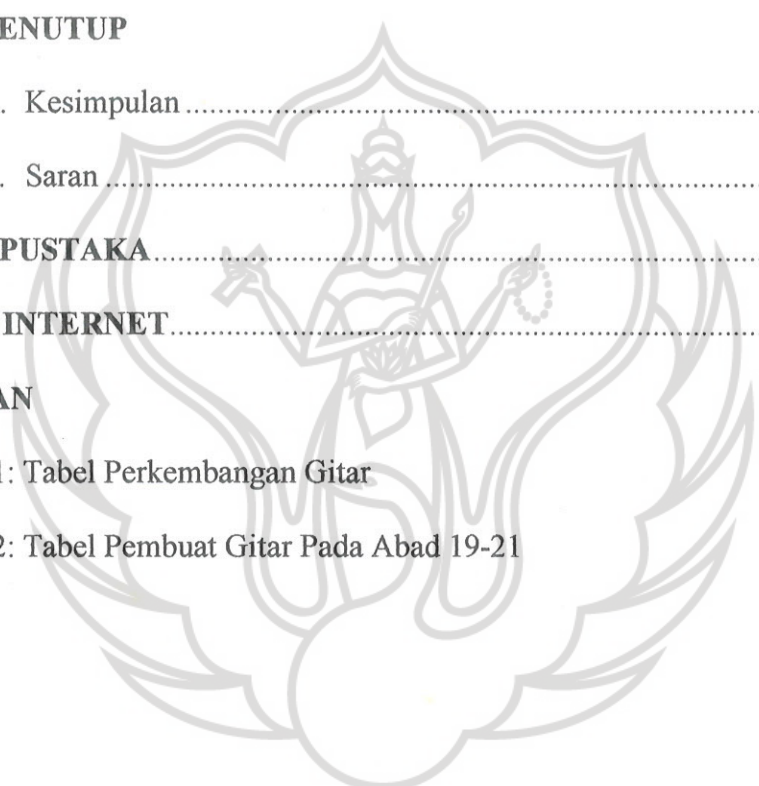 ENUTUP
. Kesimpulan ........................................................................
. Saran ........................................................................
PUSTAKA ........................................................................
INTERNET ........................................................................
AN
1: Tabel Perkembangan Gitar
2: Tabel Pembuat Gitar Pada Abad 19-21